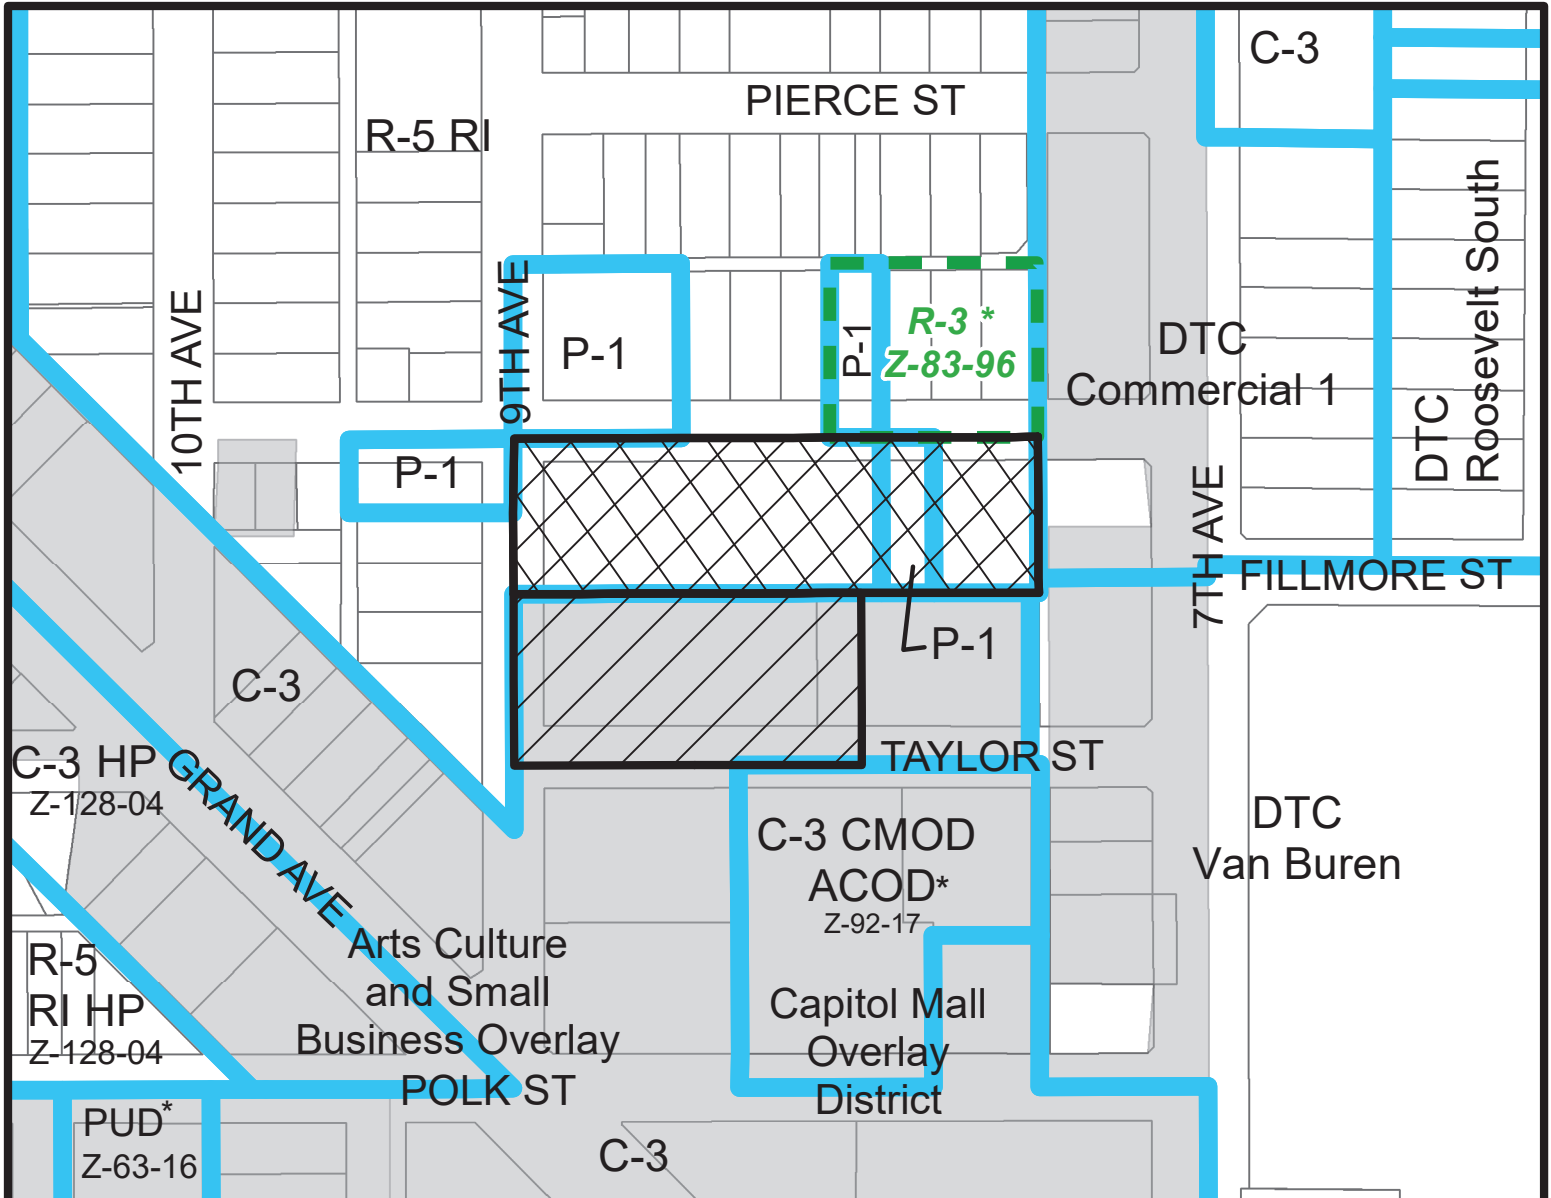 C-3
PIERCE ST
R-5 RI
DTC
Roosevelt South
10TH AVE
9TH AVE
P-1
P-1
R-3 *
Z-83-96
DTC
Commercial 1
P-1
7TH AVE
FILLMORE ST
P-1
C-3
C-3 HP
Z-128-04
GRAND AVE
TAYLOR ST
C-3 CMOD
ACOD*
Z-92-17
DTC
Van Buren
R-5
RI HP
Z-128-04
Arts Culture
and Small
Business Overlay
Capitol Mall
Overlay
District
POLK ST
PUD*
Z-63-16
C-3